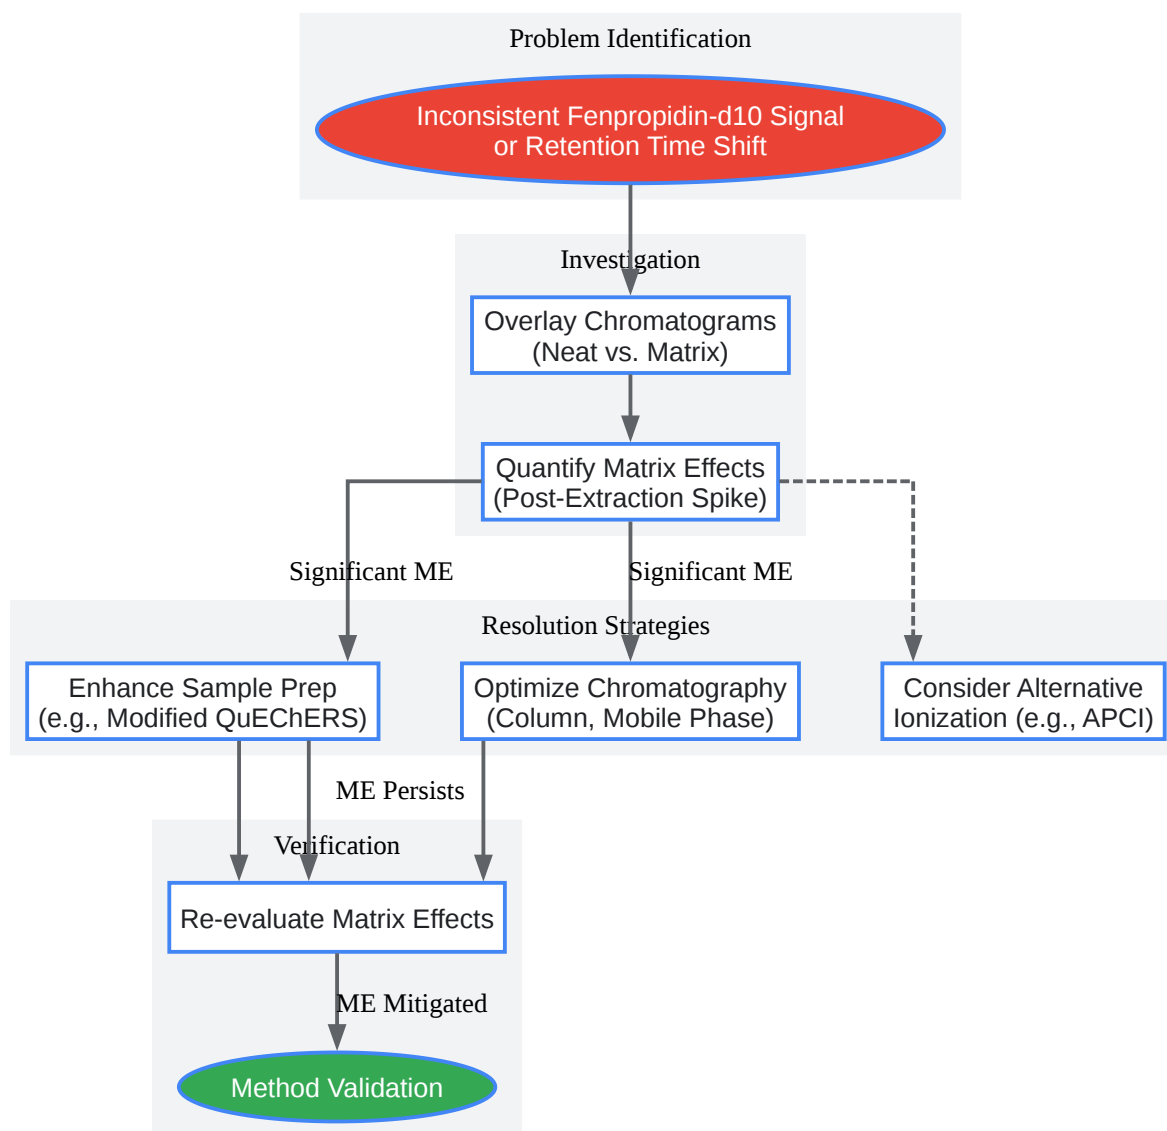 Problem Identification
Inconsistent Fenpropidin-d10 Signal
or Retention Time Shift
Investigation
Overlay Chromatograms
(Neat vs. Matrix)
Quantify Matrix Effects
(Post-Extraction Spike)
Significant ME
Significant ME
Resolution Strategies
Enhance Sample Prep
(e.g., Modified QuEChERS)
Optimize Chromatography
(Column, Mobile Phase)
Consider Alternative
Ionization (e.g., APCI)
ME Persists
Verification
Re-evaluate Matrix Effects
ME Mitigated
Method Validation